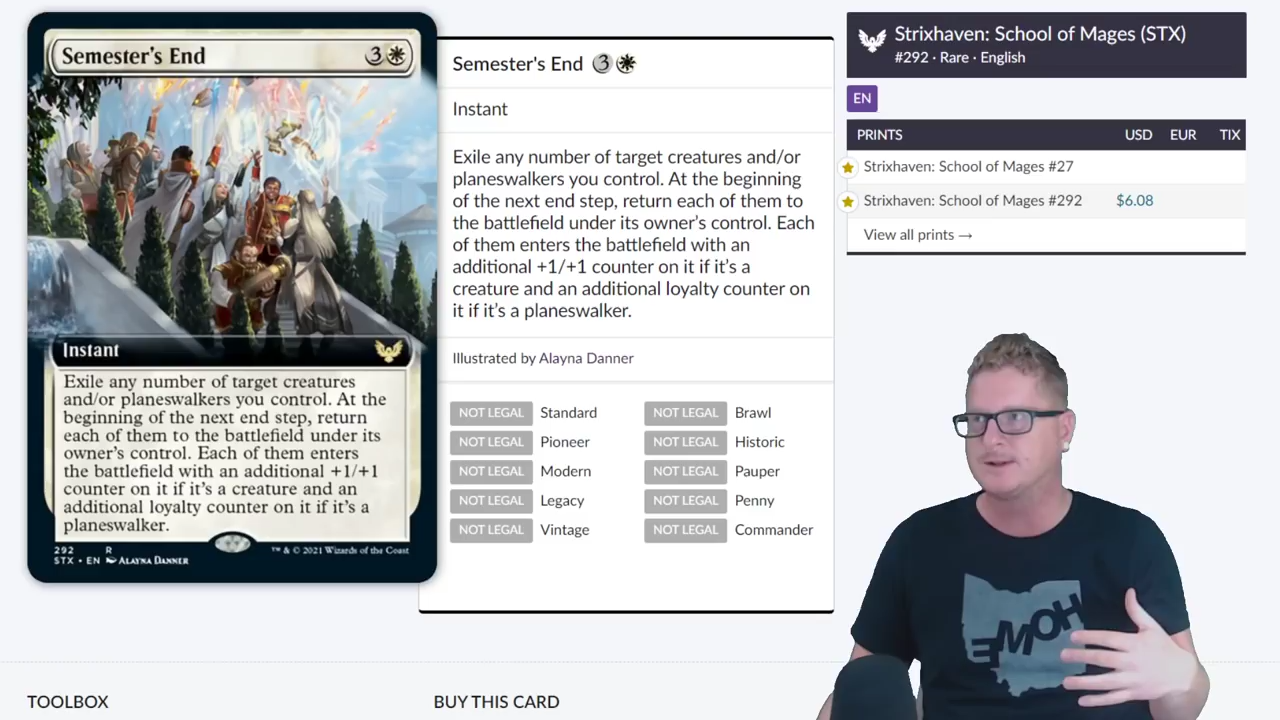 Semester's End 3
Instant
Exile any number of target creatures
and/or planeswalkers you control. At the
beginning of the next end step, return
each of them to the battlefield under its
owner's control. Each of them enters
the battlefield with an additional +1/+1
counter on it if it's a creature and an
additional loyalty counter on it if it's a
planeswalker.
292 R
STX • EN ALAYNA DANNER
™ & © 2021 Wizards of the Coast
Semester's End 3
Instant
Exile any number of target creatures and/or
planeswalkers you control. At the beginning
of the next end step, return each of them to
the battlefield under its owner's control. Each
of them enters the battlefield with an
additional +1/+1 counter on it if it's a
creature and an additional loyalty counter on
it if it's a planeswalker.
Illustrated by Alayna Danner
NOT LEGAL Standard NOT LEGAL Brawl
NOT LEGAL Pioneer NOT LEGAL Historic
NOT LEGAL Modern NOT LEGAL Pauper
NOT LEGAL Legacy NOT LEGAL Penny
NOT LEGAL Vintage NOT LEGAL Commander
Strixhaven: School of Mages (STX)
#292 · Rare · English
EN
PRINTS USD EUR TIX
Strixhaven: School of Mages #27
Strixhaven: School of Mages #292 $6.08
View all prints →
HOME
TOOLBOX
BUY THIS CARD